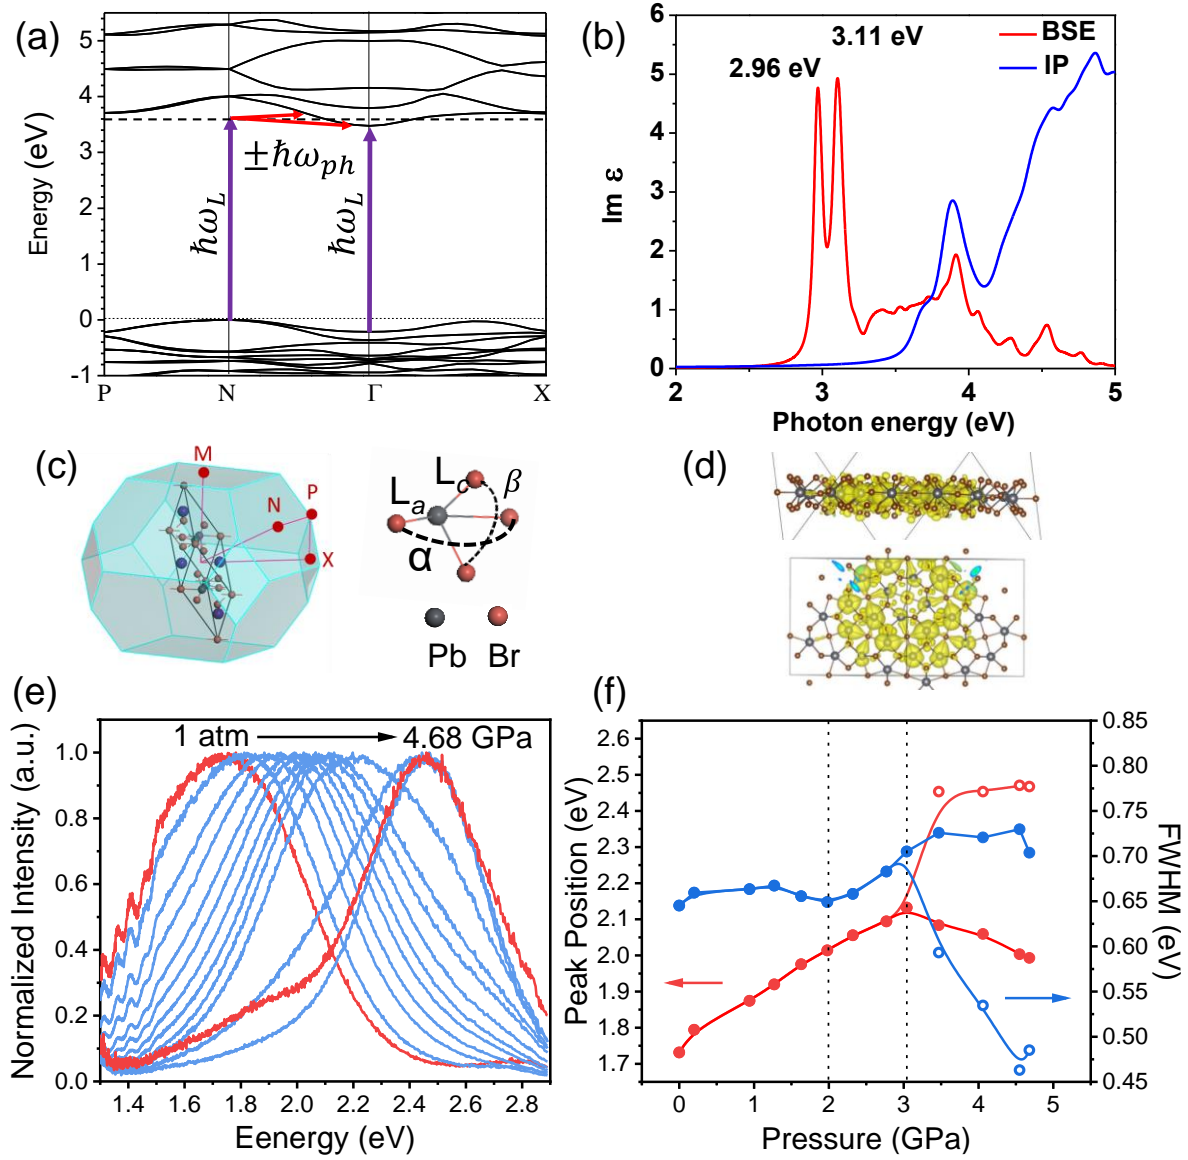 (a)
Energy (eV)
5
4
3
2
1
0
-1
±ħω_ph
ħω_L
ħω_L
P N Γ X
(b)
3.11 eV
2.96 eV
BSE
IP
Im ε
6
5
4
3
2
1
0
2 3 4 5
Photon energy (eV)
(c)
M
P
N
X
L_c
β
L_a
α
Pb Br
(d)
(e)
1 atm
4.68 GPa
Normalized Intensity (a.u.)
1.0
0.8
0.6
0.4
0.2
0.0
1.4 1.6 1.8 2.0 2.2 2.4 2.6 2.8
Eenergy (eV)
(f)
Peak Position (eV)
2.6
2.5
2.4
2.3
2.2
2.1
2.0
1.9
1.8
1.7
0.85
0.80
0.75
0.70
0.65
0.60
0.55
0.50
0.45
FWHM (eV)
0 1 2 3 4 5
Pressure (GPa)